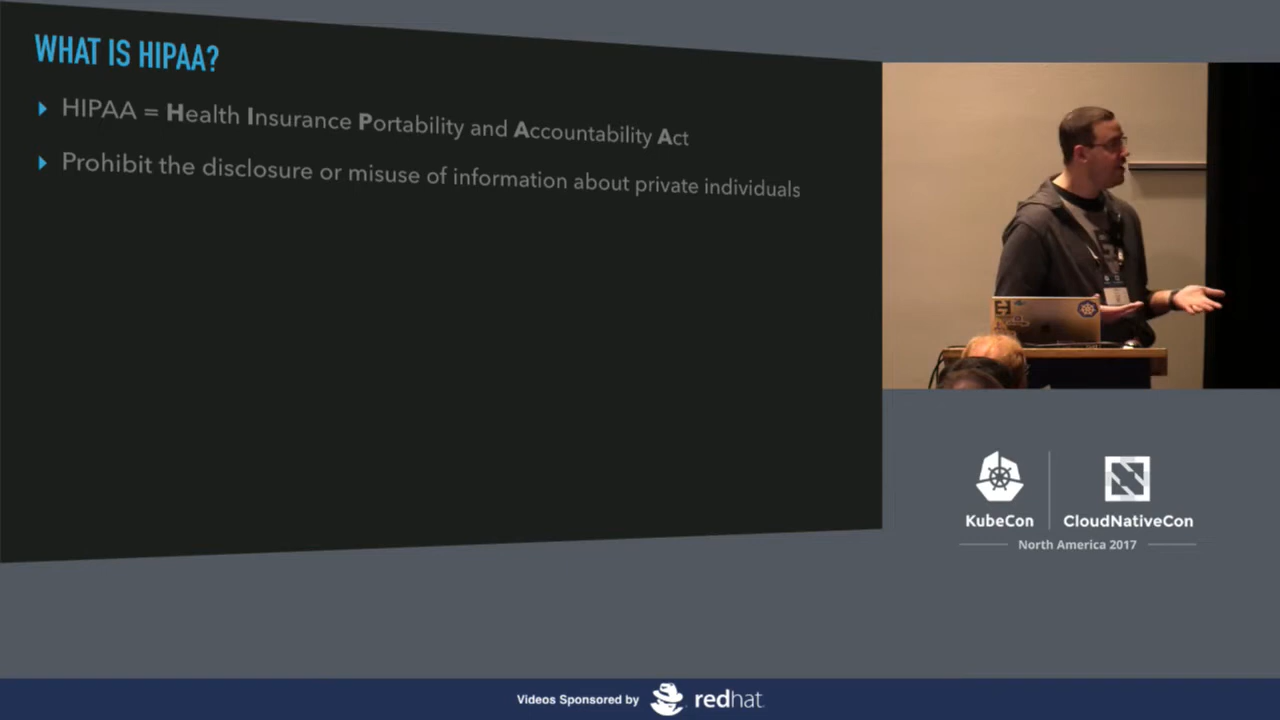 WHAT IS HIPAA?
HIPAA = Health Insurance Portability and Accountability Act
Prohibit the disclosure or misuse of information about private individuals
KubeCon
CloudNativeCon
North America 2017
Videos Sponsored by
redhat